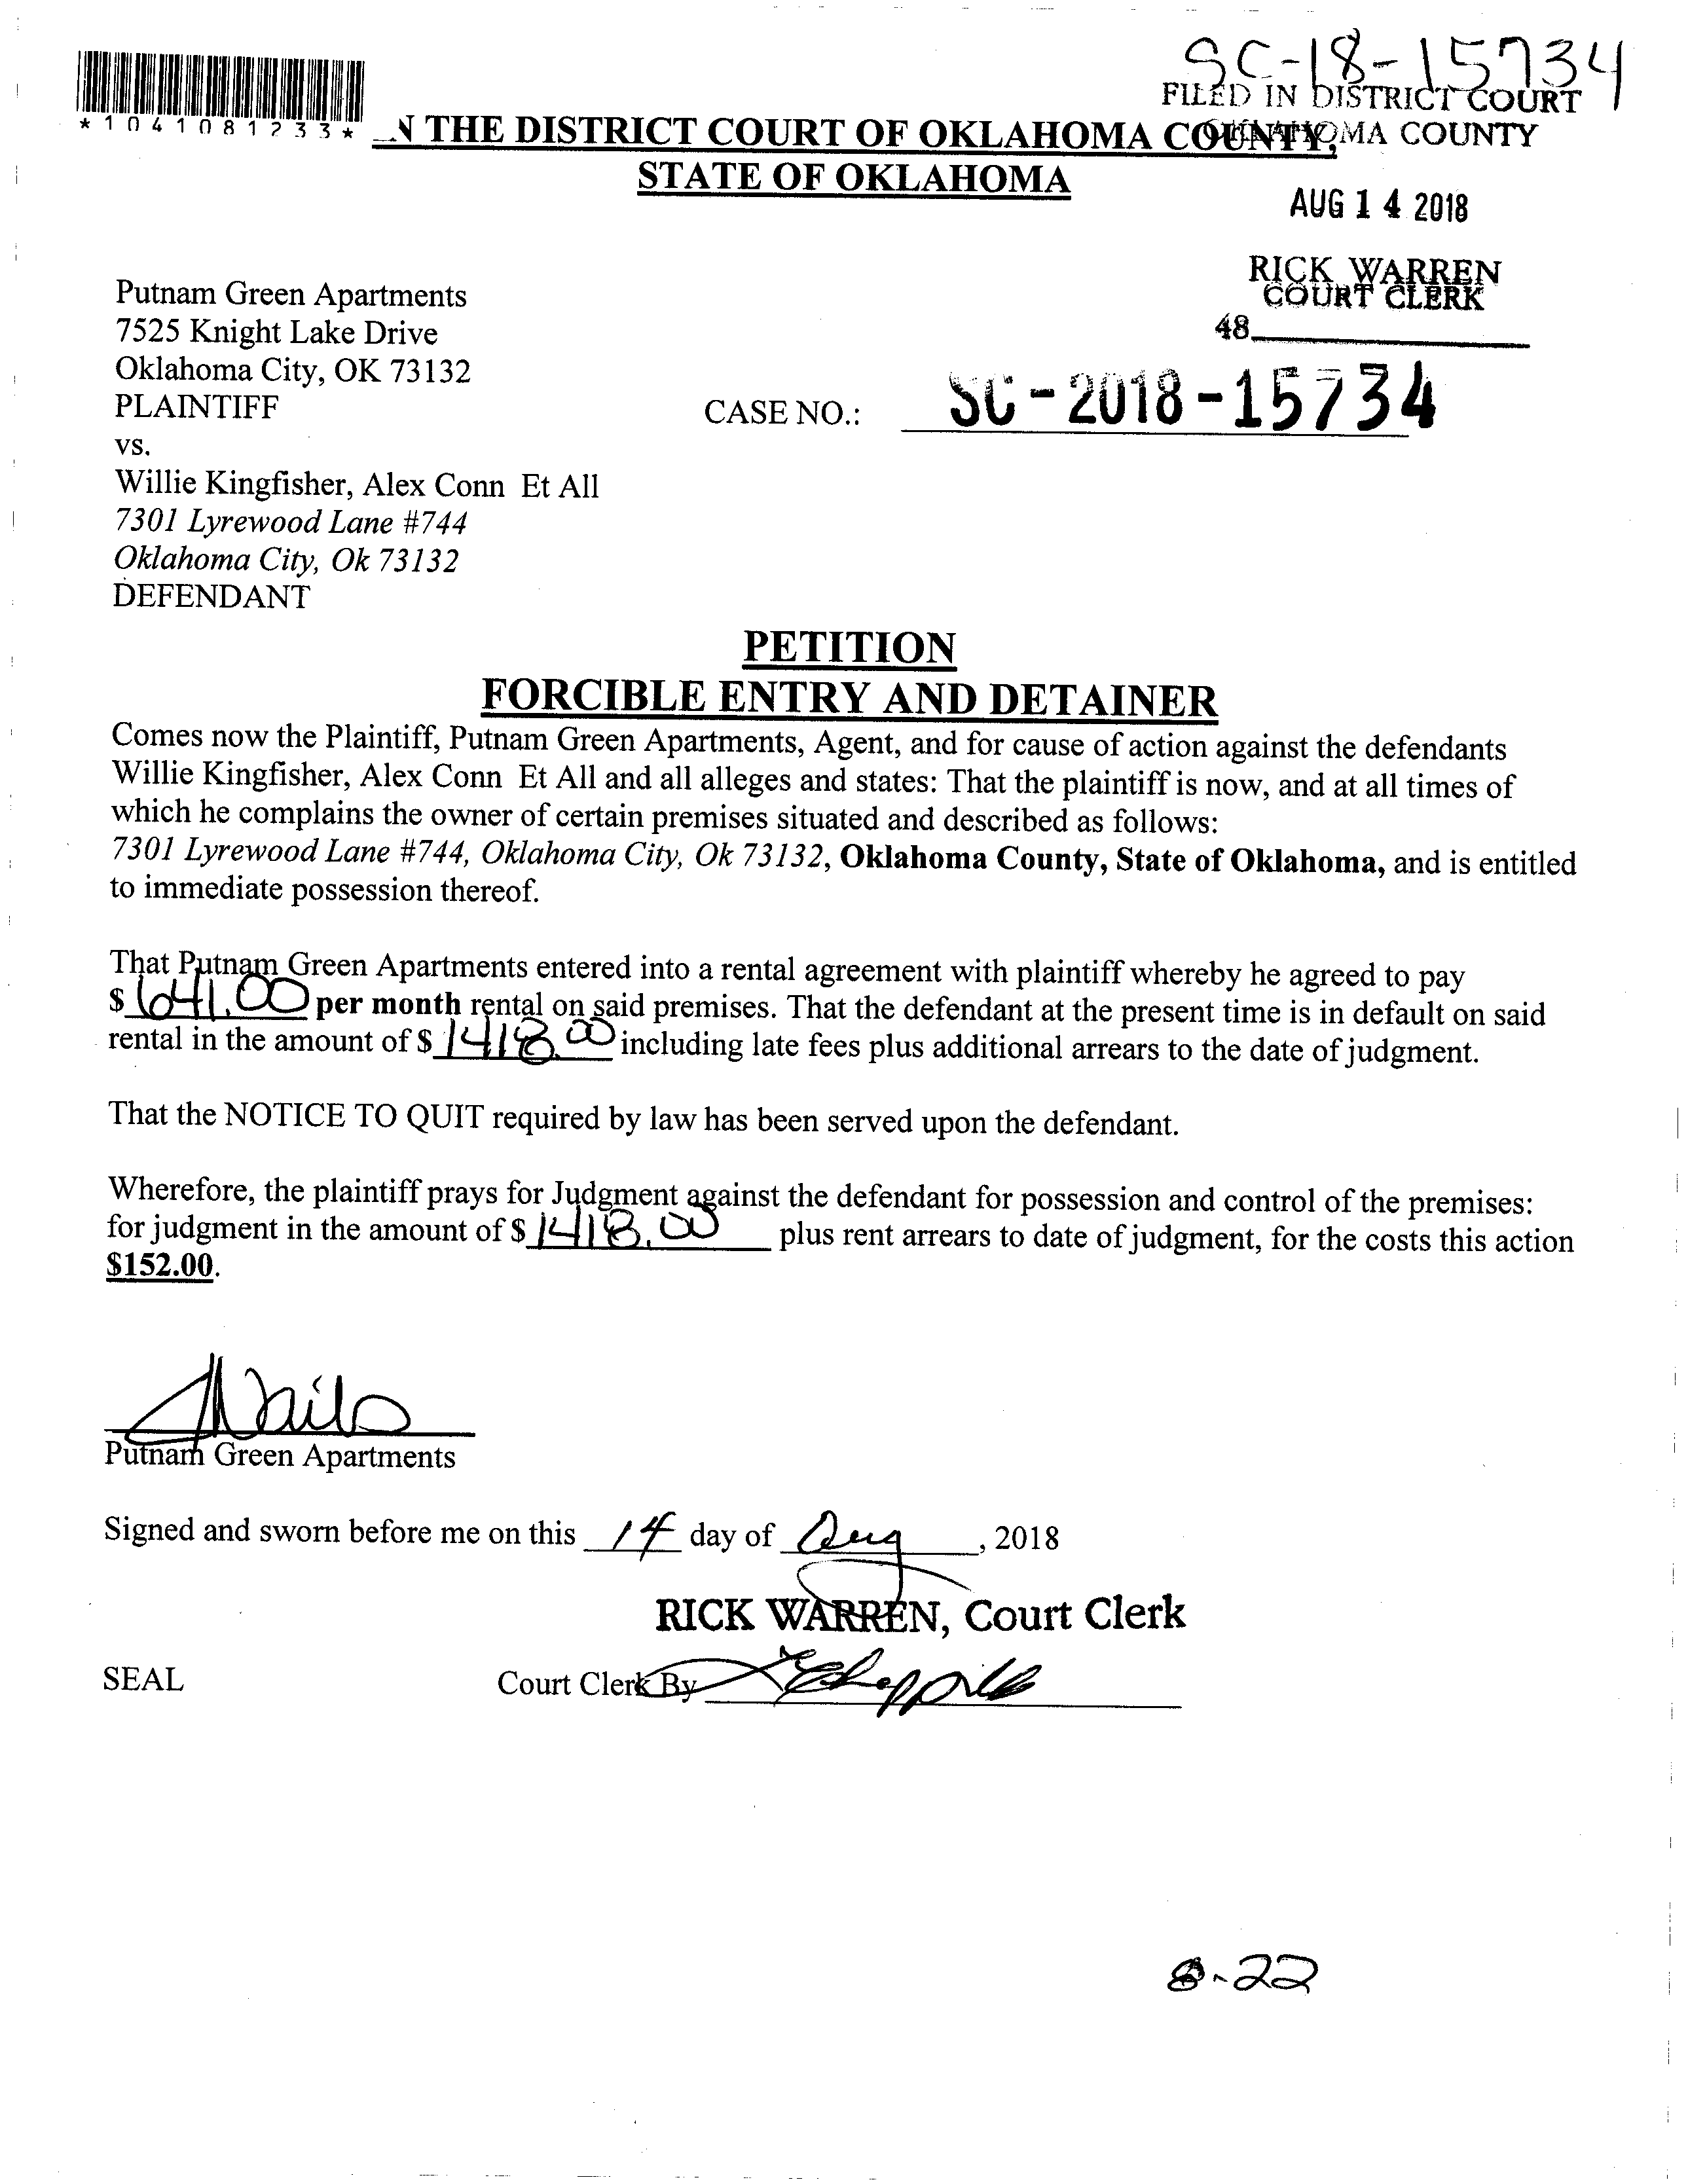 SC-18-15734
FILED IN DISTRICT COURT
OKLAHOMA COUNTY
*1041081233*
N THE DISTRICT COURT OF OKLAHOMA COUNTY,
STATE OF OKLAHOMA
AUG 14 2018
RICK WARREN
COURT CLERK
48
Putnam Green Apartments
7525 Knight Lake Drive
Oklahoma City, OK 73132
PLAINTIFF
CASE NO.: SC-2018-15734
vs.
Willie Kingfisher, Alex Conn Et All
7301 Lyrewood Lane #744
Oklahoma City, Ok 73132
DEFENDANT
PETITION
FORCIBLE ENTRY AND DETAINER
Comes now the Plaintiff, Putnam Green Apartments, Agent, and for cause of action against the defendants
Willie Kingfisher, Alex Conn Et All and all alleges and states: That the plaintiff is now, and at all times of
which he complains the owner of certain premises situated and described as follows:
7301 Lyrewood Lane #744, Oklahoma City, Ok 73132, Oklahoma County, State of Oklahoma, and is entitled
to immediate possession thereof.
That Putnam Green Apartments entered into a rental agreement with plaintiff whereby he agreed to pay
$ 641.00 per month rental on said premises. That the defendant at the present time is in default on said
rental in the amount of $ 1418.00 including late fees plus additional arrears to the date of judgment.
That the NOTICE TO QUIT required by law has been served upon the defendant.
Wherefore, the plaintiff prays for Judgment against the defendant for possession and control of the premises:
for judgment in the amount of $ 1418.00 plus rent arrears to date of judgment, for the costs this action
$152.00.
Putnam Green Apartments
Signed and sworn before me on this 14 day of Aug, 2018
RICK WARREN, Court Clerk
SEAL Court Clerk By
8-22